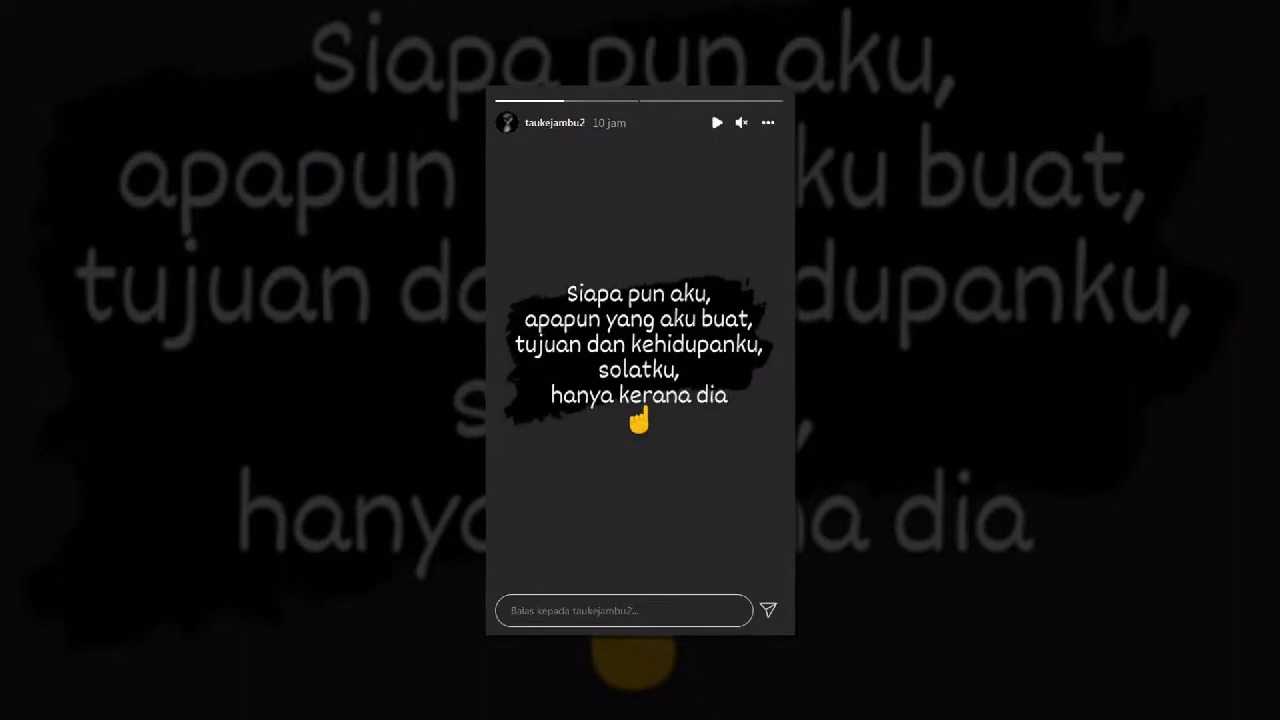 taukejambu2 10 jam
Siapa pun aku,
apapun yang aku buat,
tujuan dan kehidupanku,
solatku,
hanya kerana dia
Balas kepada taukejambu2...